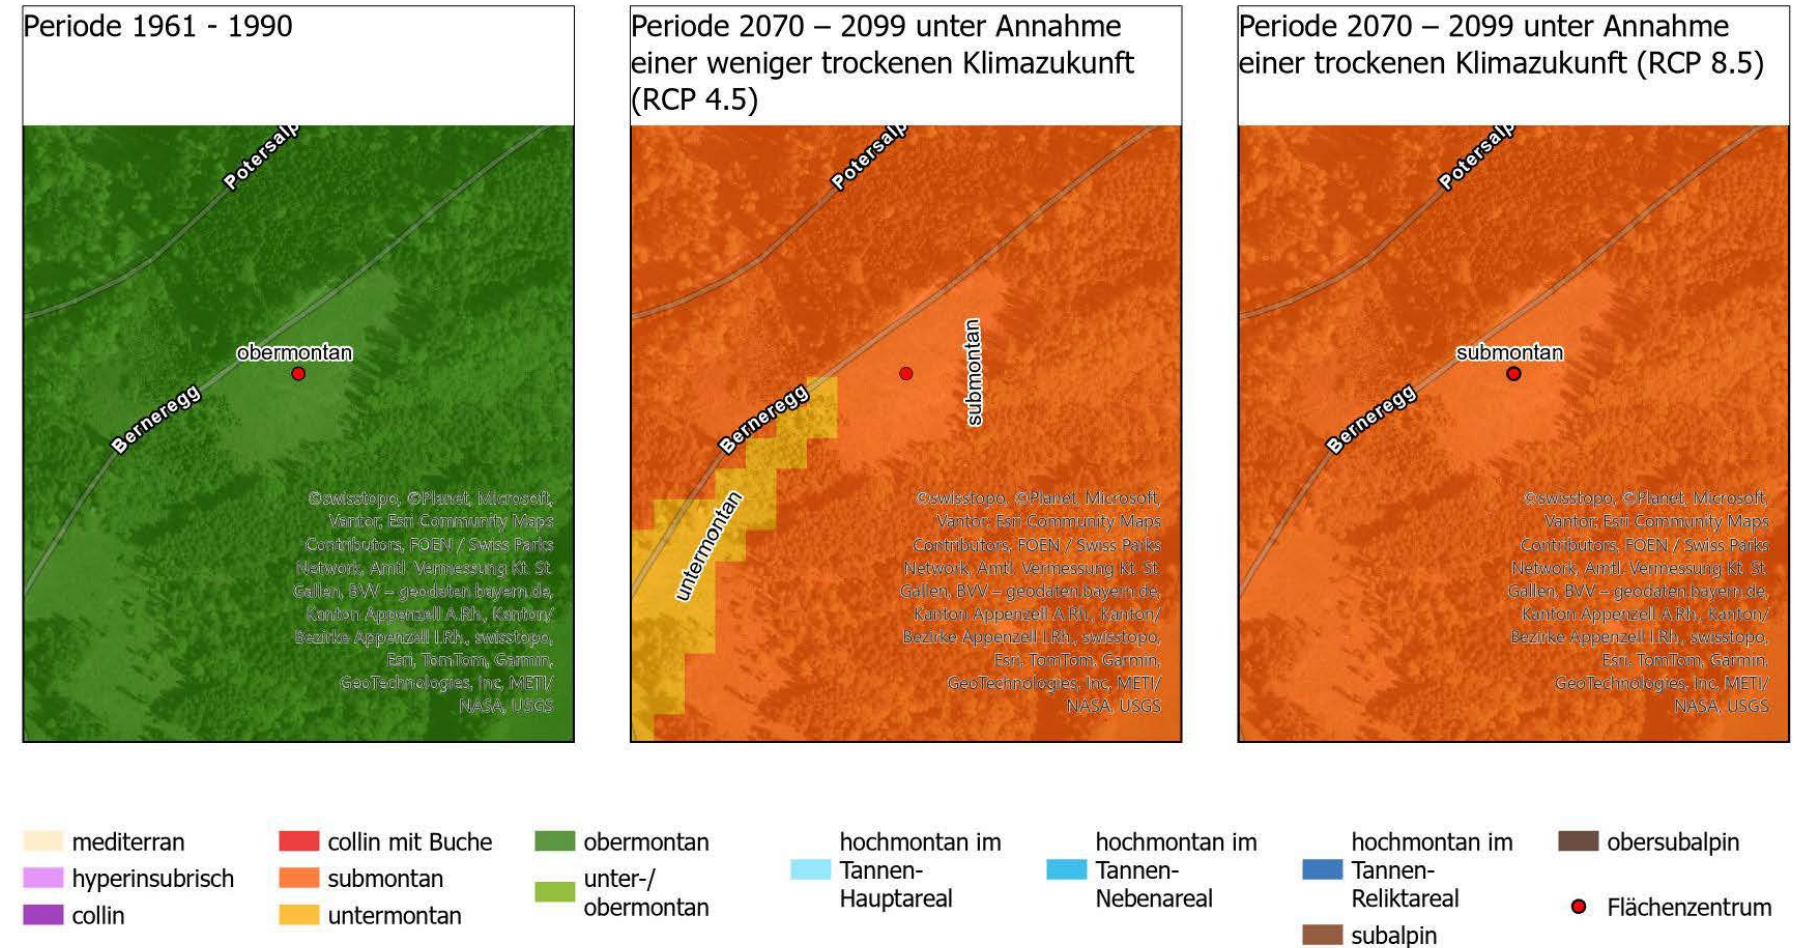 Periode 1961 - 1990
Potersalp
obermontan
Berneregg
©swisstopo, ©Planet, Microsoft,
Vantor, Esri Community Maps
Contributors, FOEN / Swiss Parks
Network, Amtl. Vermessung Kt. St.
Gallen, BVV – geodaten.bayern.de,
Kanton Appenzell A.Rh., Kanton/
Bezirke Appenzell I.Rh., swisstopo,
Esri, TomTom, Garmin,
GeoTechnologies, Inc, METI/
NASA, USGS
Periode 2070 – 2099 unter Annahme
einer weniger trockenen Klimazukunft
(RCP 4.5)
Potersalp
submontan
Berneregg
untermontan
©swisstopo, ©Planet, Microsoft,
Vantor, Esri Community Maps
Contributors, FOEN / Swiss Parks
Network, Amtl. Vermessung Kt. St.
Gallen, BVV – geodaten.bayern.de,
Kanton Appenzell A.Rh., Kanton/
Bezirke Appenzell I.Rh., swisstopo,
Esri, TomTom, Garmin,
GeoTechnologies, Inc, METI/
NASA, USGS
Periode 2070 – 2099 unter Annahme
einer trockenen Klimazukunft (RCP 8.5)
Potersalp
submontan
Berneregg
©swisstopo, ©Planet, Microsoft,
Vantor, Esri Community Maps
Contributors, FOEN / Swiss Parks
Network, Amtl. Vermessung Kt. St.
Gallen, BVV – geodaten.bayern.de,
Kanton Appenzell A.Rh., Kanton/
Bezirke Appenzell I.Rh., swisstopo,
Esri, TomTom, Garmin,
GeoTechnologies, Inc, METI/
NASA, USGS
mediterran
hyperinsubrisch
collin
collin mit Buche
submontan
untermontan
obermontan
unter-/
obermontan
hochmontan im
Tannen-
Hauptareal
hochmontan im
Tannen-
Nebenareal
hochmontan im
Tannen-
Reliktareal
subalpin
obersubalpin
Flächenzentrum